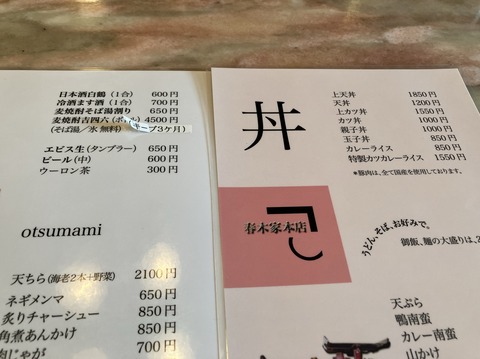 日本酒白鶴（1合） 600円
冷酒ます酒（1合） 700円
麦焼酎そば湯割り 650円
麦焼酎吉四六（ボトル） 4500円
（そば湯／氷 無料） キープ3ヶ月）
エビス生（タンブラー） 650円
ビール（中） 600円
ウーロン茶 300円
otsumami
天ちら（海老2本+野菜） 2100円
ネギメンマ 650円
炙りチャーシュー 850円
角煮あんかけ 850円
肉じゃが 700円
丼
上天丼 1850円
天丼 1200円
上カツ丼 1550円
カツ丼 1000円
親子丼 1000円
玉子丼 850円
カレーライス 850円
特製カツカレーライス 1550円
＊豚肉は、全て国産を使用しております。
春木家本店
うどん、そば、お好みで。
御飯、麺の大盛りは、
天ぷら
鴨南蛮
カレー南蛮
山かけ